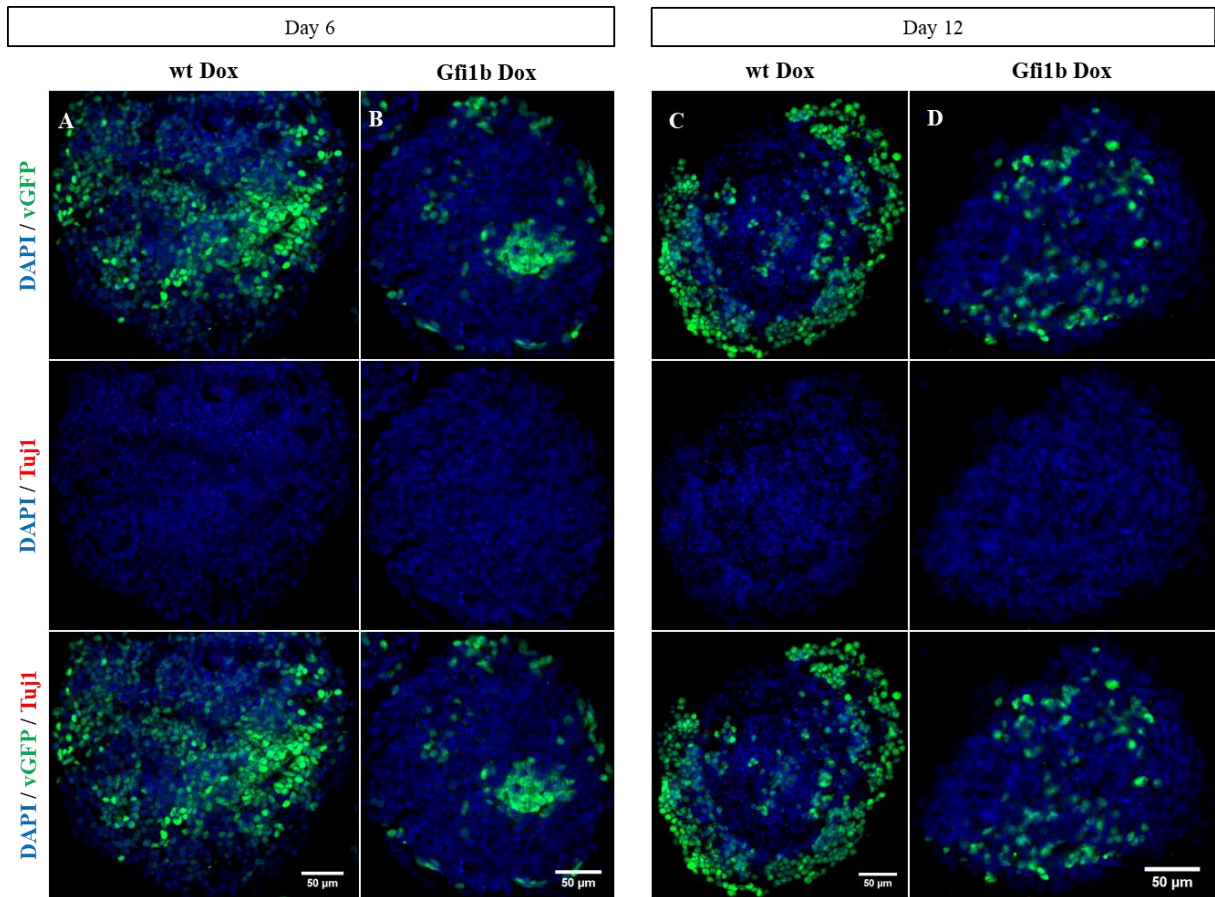 Day 6
Day 12
wt Dox
Gfi1b Dox
wt Dox
Gfi1b Dox
A
B
C
D
DAPI / vGFP
DAPI / Tuj1
DAPI / vGFP / Tuj1
50 µm
50 µm
50 µm
50 µm